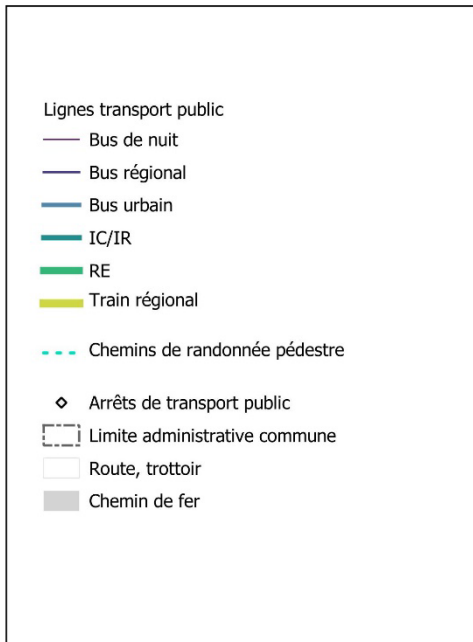 Lignes transport public
Bus de nuit
Bus régional
Bus urbain
IC/IR
RE
Train régional
Chemins de randonnée pédestre
Arrêts de transport public
Limite administrative commune
Route, trottoir
Chemin de fer